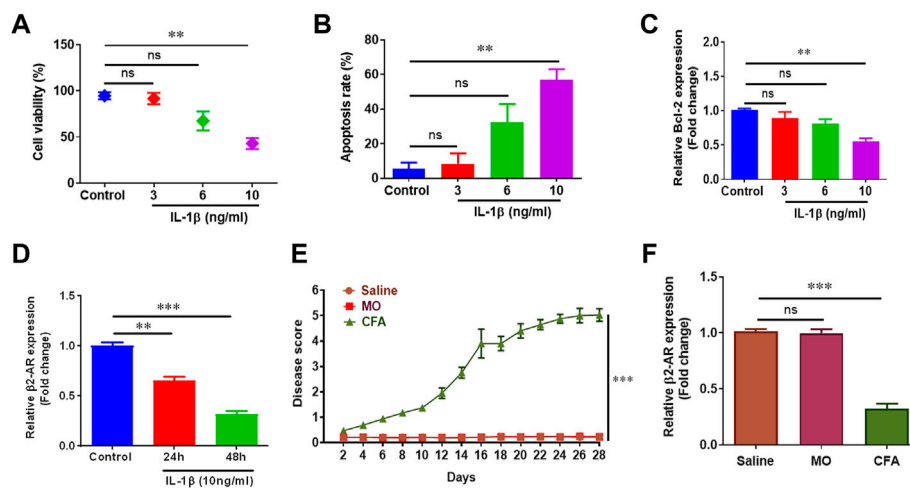 A
Cell viability (%)
150
100
50
0
**
ns
ns
Control
3
6
10
IL-1β (ng/ml)
B
Apoptosis rate (%)
80
60
40
20
0
**
ns
ns
Control
3
6
10
IL-1β (ng/ml)
C
Relative Bcl-2 expression
(Fold change)
2.0
1.5
1.0
0.5
0.0
**
ns
ns
Control
3
6
10
IL-1β (ng/ml)
D
Relative β2-AR expression
(Fold change)
1.5
1.0
0.5
0.0
***
**
Control
24h
48h
IL-1β (10ng/ml)
E
Saline
MO
CFA
Disease score
6
5
4
3
2
1
0
***
2 4 6 8 10 12 14 16 18 20 22 24 26 28
Days
F
Relative β2-AR expression
(Fold change)
1.5
1.0
0.5
0.0
***
ns
Saline
MO
CFA